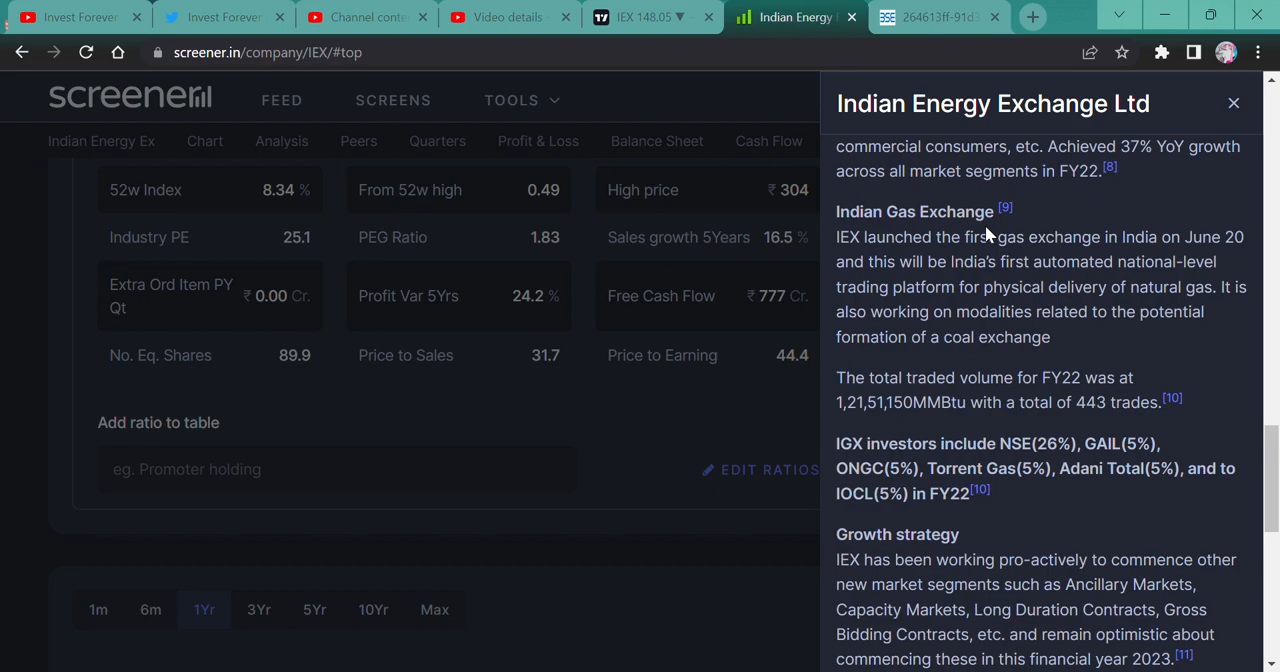 Invest Forever
Invest Forever
Channel conte
Video details -
IEX 148.05 ▼ -
Indian Energy
264613ff-91d3
screener.in/company/IEX/#top
screener
FEED
SCREENS
TOOLS
Indian Energy Ex
Chart
Analysis
Peers
Quarters
Profit & Loss
Balance Sheet
Cash Flow
52w Index 8.34 %
From 52w high 0.49
High price ₹ 304
Industry PE 25.1
PEG Ratio 1.83
Sales growth 5Years 16.5 %
Extra Ord Item PY
Qt
₹ 0.00 Cr.
Profit Var 5Yrs 24.2 %
Free Cash Flow ₹ 777 Cr.
No. Eq. Shares 89.9
Price to Sales 31.7
Price to Earning 44.4
Add ratio to table
eg. Promoter holding
EDIT RATIOS
1m 6m 1Yr 3Yr 5Yr 10Yr Max
Indian Energy Exchange Ltd
commercial consumers, etc. Achieved 37% YoY growth
across all market segments in FY22.[8]
Indian Gas Exchange [9]
IEX launched the first gas exchange in India on June 20
and this will be India's first automated national-level
trading platform for physical delivery of natural gas. It is
also working on modalities related to the potential
formation of a coal exchange
The total traded volume for FY22 was at
1,21,51,150MMBtu with a total of 443 trades.[10]
IGX investors include NSE(26%), GAIL(5%),
ONGC(5%), Torrent Gas(5%), Adani Total(5%), and to
IOCL(5%) in FY22[10]
Growth strategy
IEX has been working pro-actively to commence other
new market segments such as Ancillary Markets,
Capacity Markets, Long Duration Contracts, Gross
Bidding Contracts, etc. and remain optimistic about
commencing these in this financial year 2023.[11]